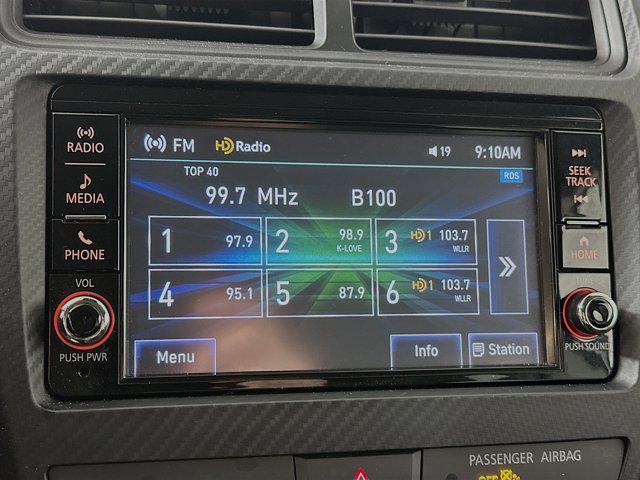 RADIO
MEDIA
PHONE
VOL
PUSH PWR
FM HD Radio 19 9:10AM
TOP 40 RDS
99.7 MHz B100
1 97.9
2 98.9 K-LOVE
3 HD1 103.7 WLLR
4 95.1
5 87.9
6 HD1 103.7 WLLR
Menu Info Station
SEEK
TRACK
HOME
PUSH SOUND
PASSENGER AIRBAG
OFF